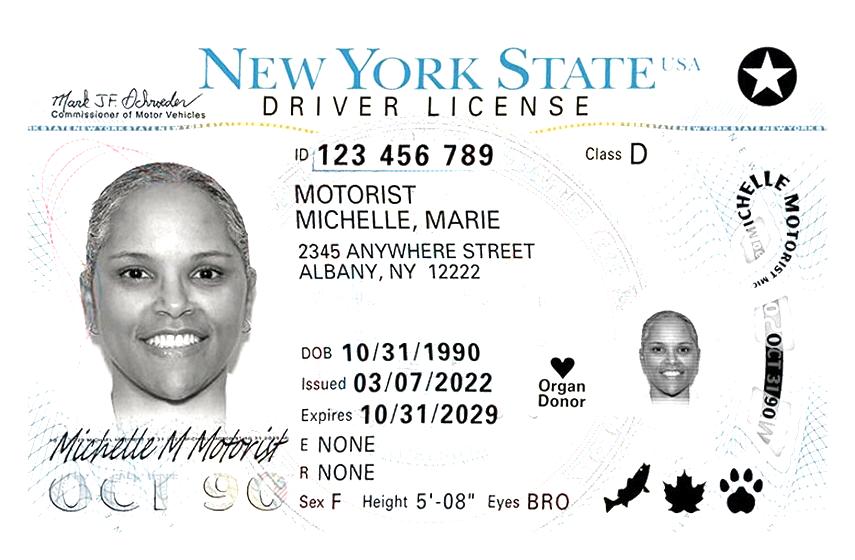 NEW YORK STATE USA
DRIVER LICENSE
Mark J.F. Schroeder
Commissioner of Motor Vehicles
ID 123 456 789
Class D
MOTORIST
MICHELLE, MARIE
2345 ANYWHERE STREET
ALBANY, NY 12222
DOB 10/31/1990
Issued 03/07/2022
Expires 10/31/2029
Organ
Donor
E NONE
R NONE
Sex F Height 5'-08" Eyes BRO
Michelle M Motorist
OCT 90
MICHELLE MOTORIST MIC
OCT 31/90